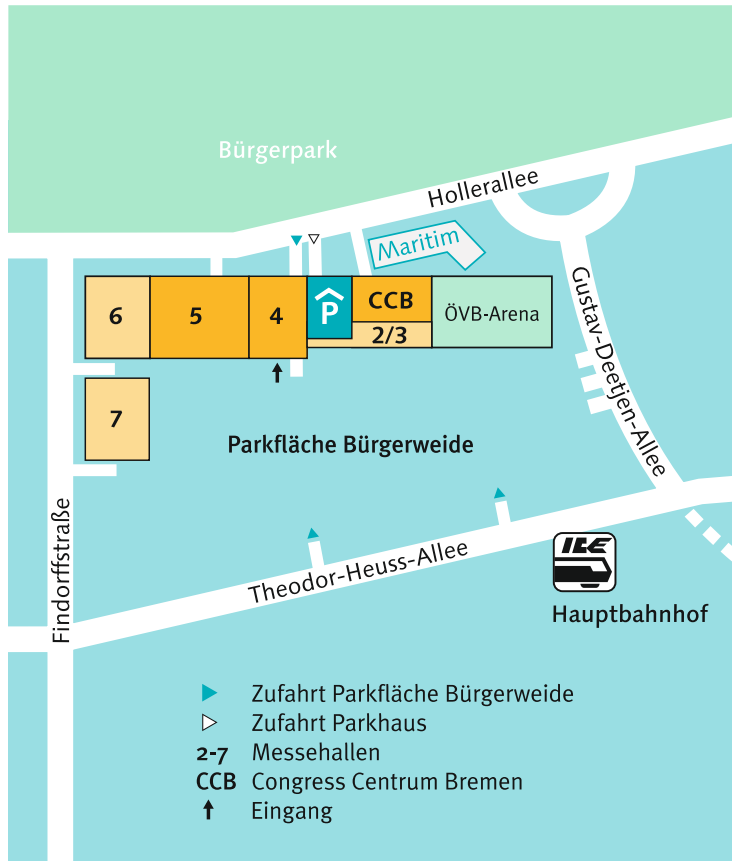 Bürgerpark
Hollerallee
Maritim
Gustav-Deetjen-Allee
6
5
4
P
CCB
2/3
ÖVB-Arena
7
Parkfläche Bürgerweide
Findorffstraße
Theodor-Heuss-Allee
ICE
Hauptbahnhof
Zufahrt Parkfläche Bürgerweide
Zufahrt Parkhaus
2-7 Messehallen
CCB Congress Centrum Bremen
Eingang